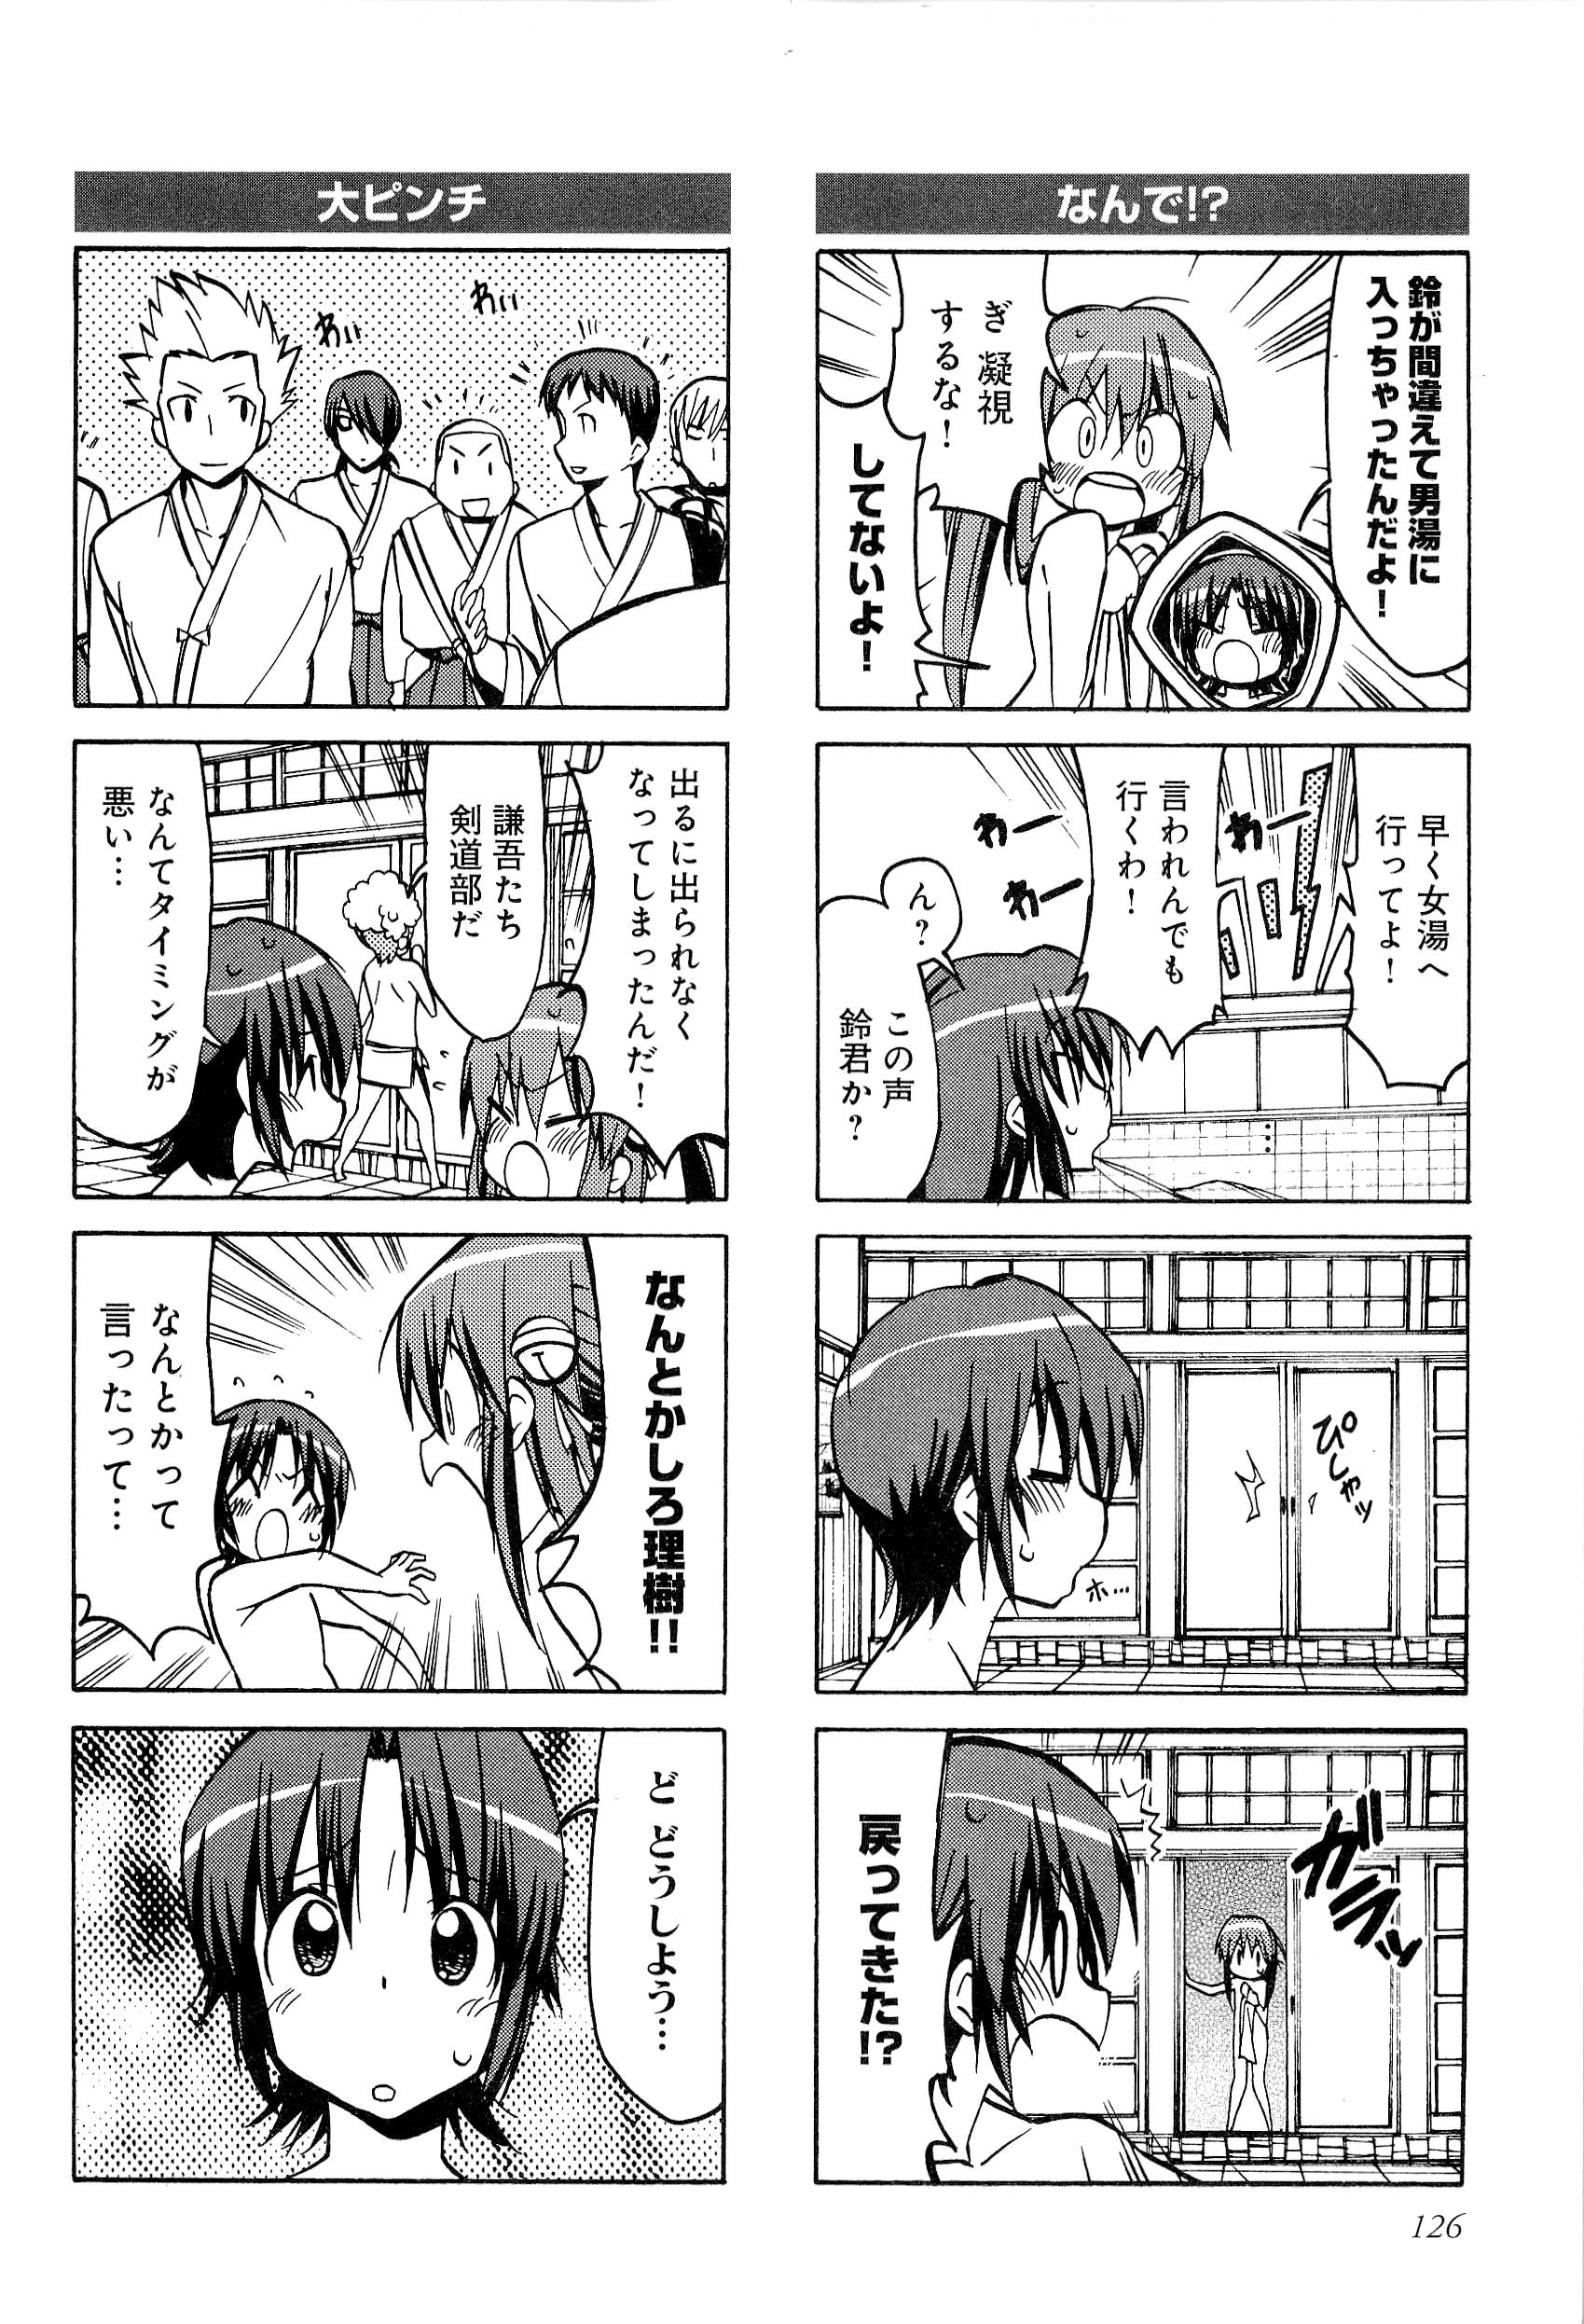 なんで!?
鈴が間違えて男湯に
入っちゃったんだよ！
ぎ 凝視
するな！
してないよ！
早く女湯へ
行ってよ！
わー
言われんでも
行くわ！
わー
わー
ん？
この声
鈴君か？
ぴしゃッ
ホ…
ガラッ
戻ってきた!?
大ピンチ
わいい
わいい
出るに出られなく
なってしまったんだ！
謙吾たち
剣道部だ
なんてタイミングが
悪い…
なんとかしろ理樹!!
なんとかって
言ったって…
ど どうしよう…
126